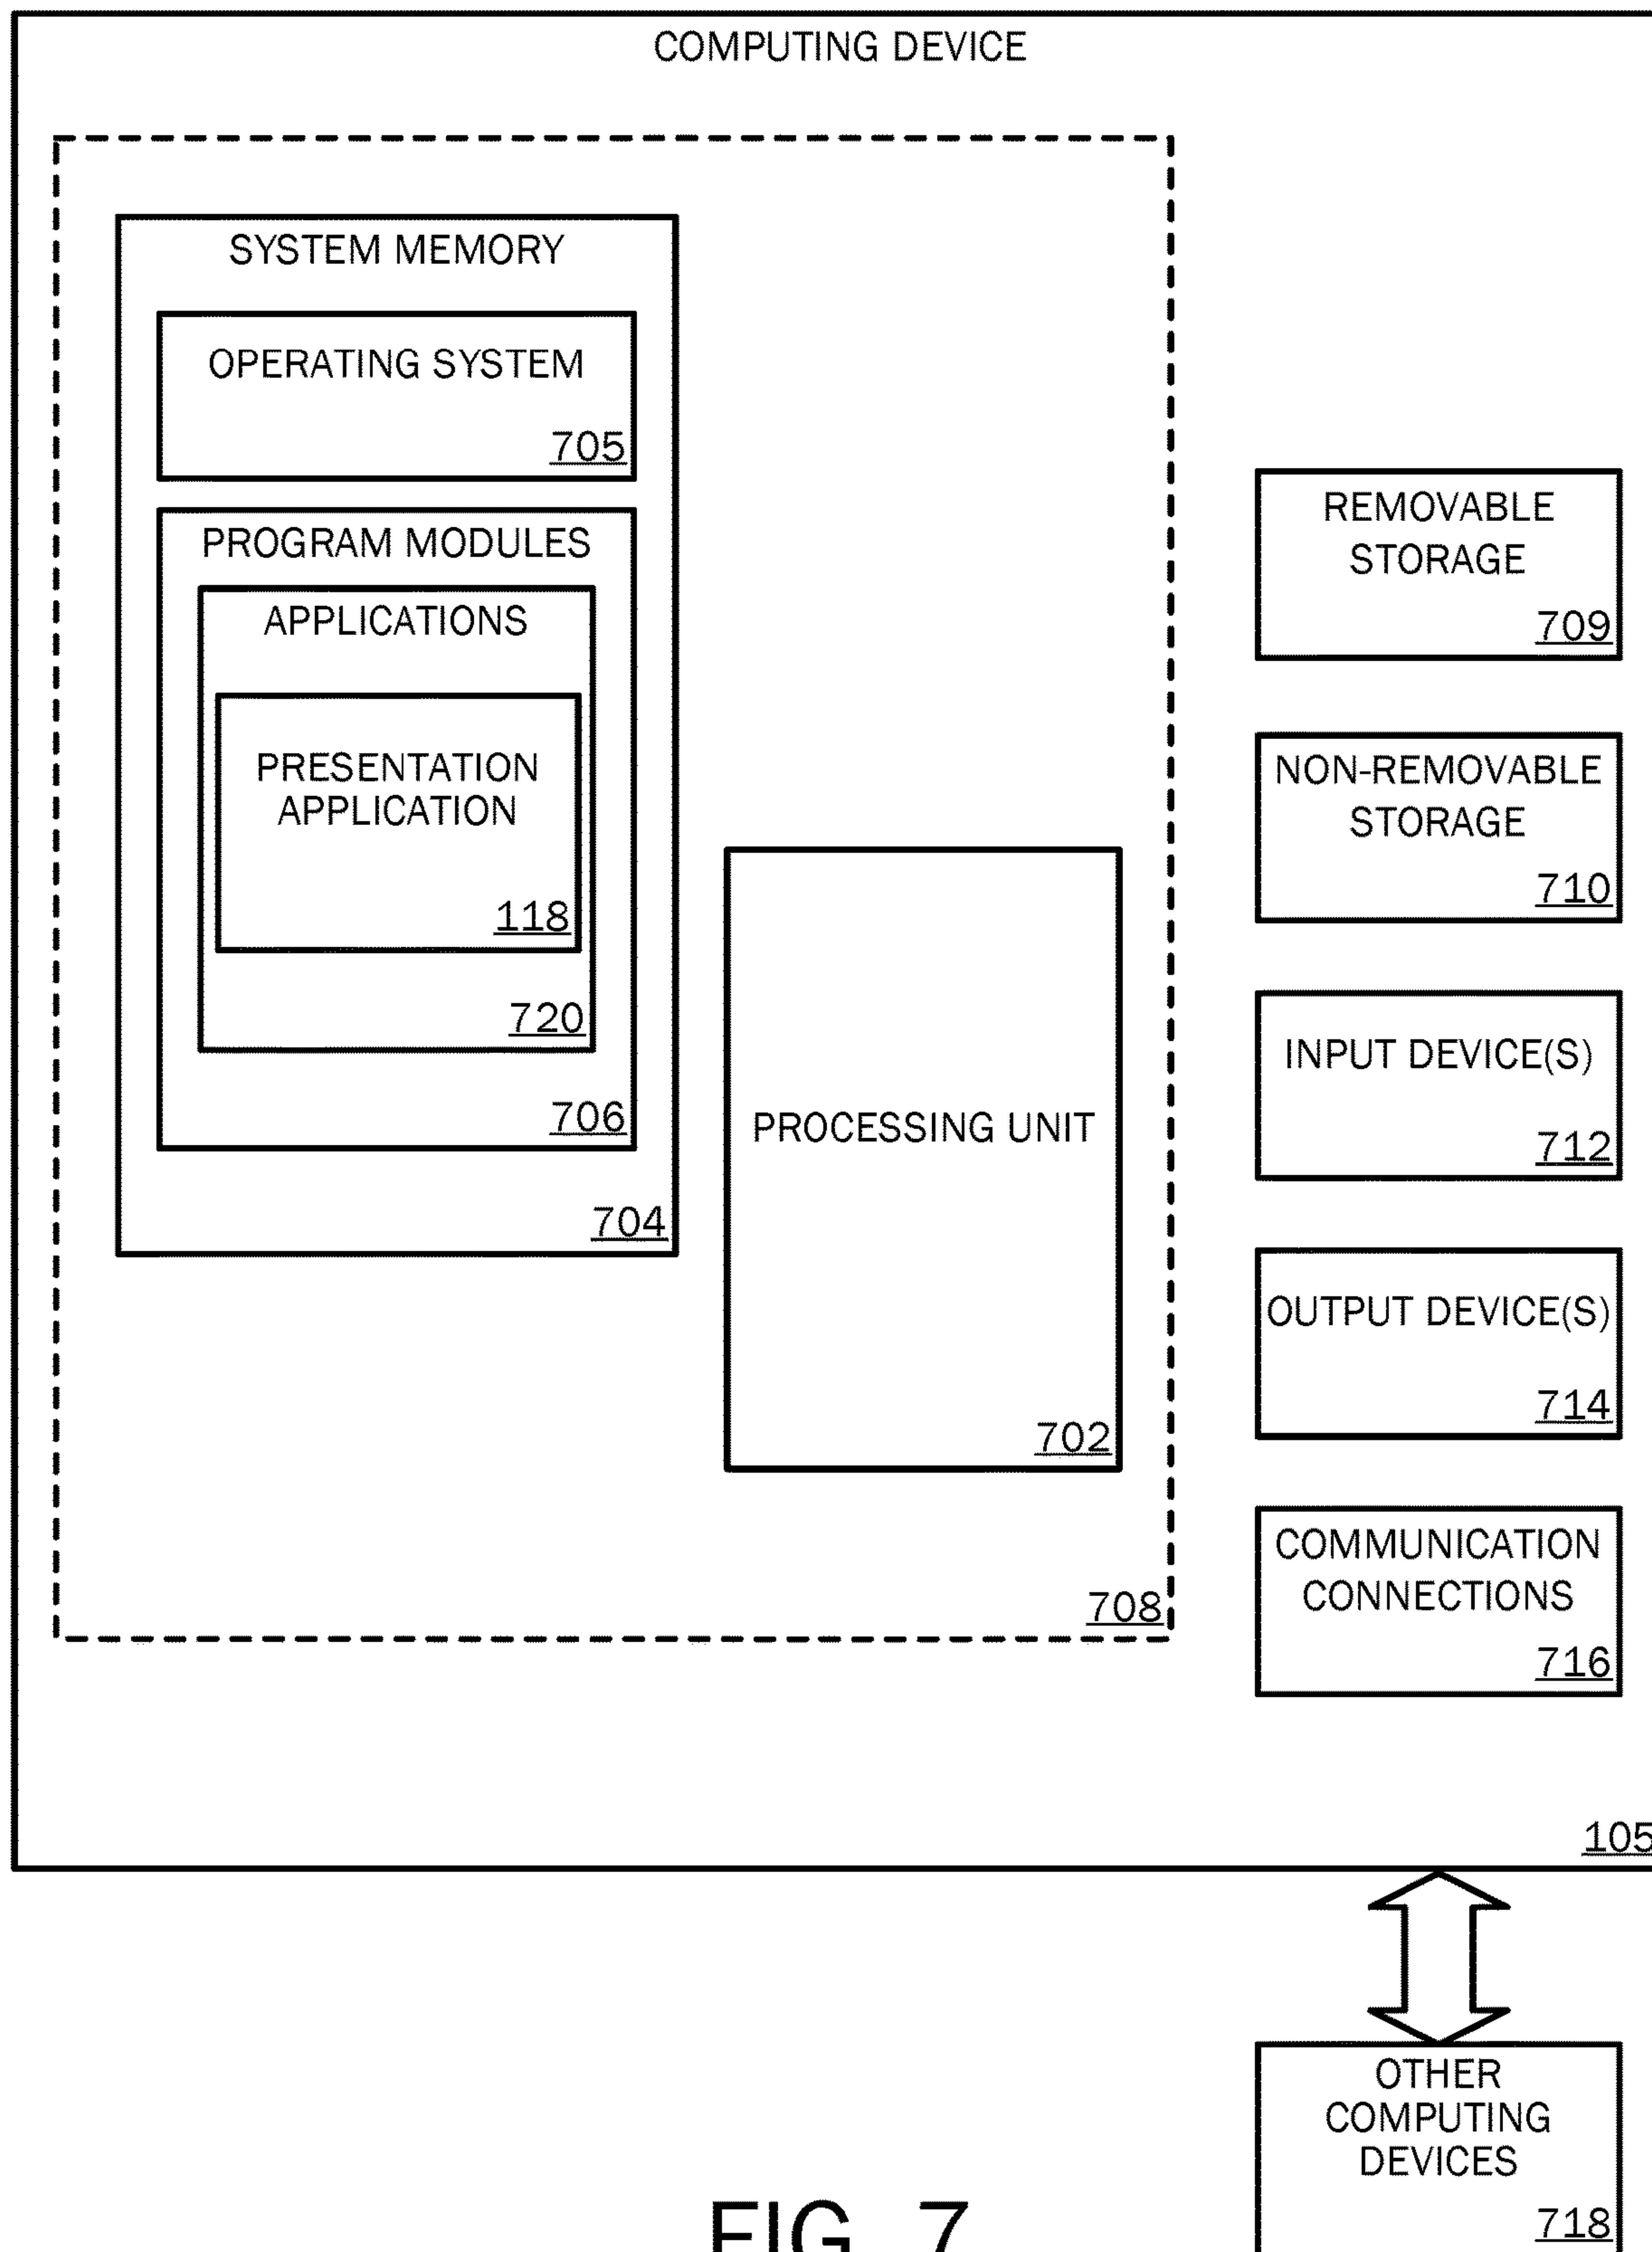 COMPUTING DEVICE
SYSTEM MEMORY
OPERATING SYSTEM
705
PROGRAM MODULES
APPLICATIONS
PRESENTATION
APPLICATION
118
720
706
704
PROCESSING UNIT
702
708
REMOVABLE
STORAGE
709
NON-REMOVABLE
STORAGE
710
INPUT DEVICE(S)
712
OUTPUT DEVICE(S)
714
COMMUNICATION
CONNECTIONS
716
105
OTHER
COMPUTING
DEVICES
718
FIG. 7